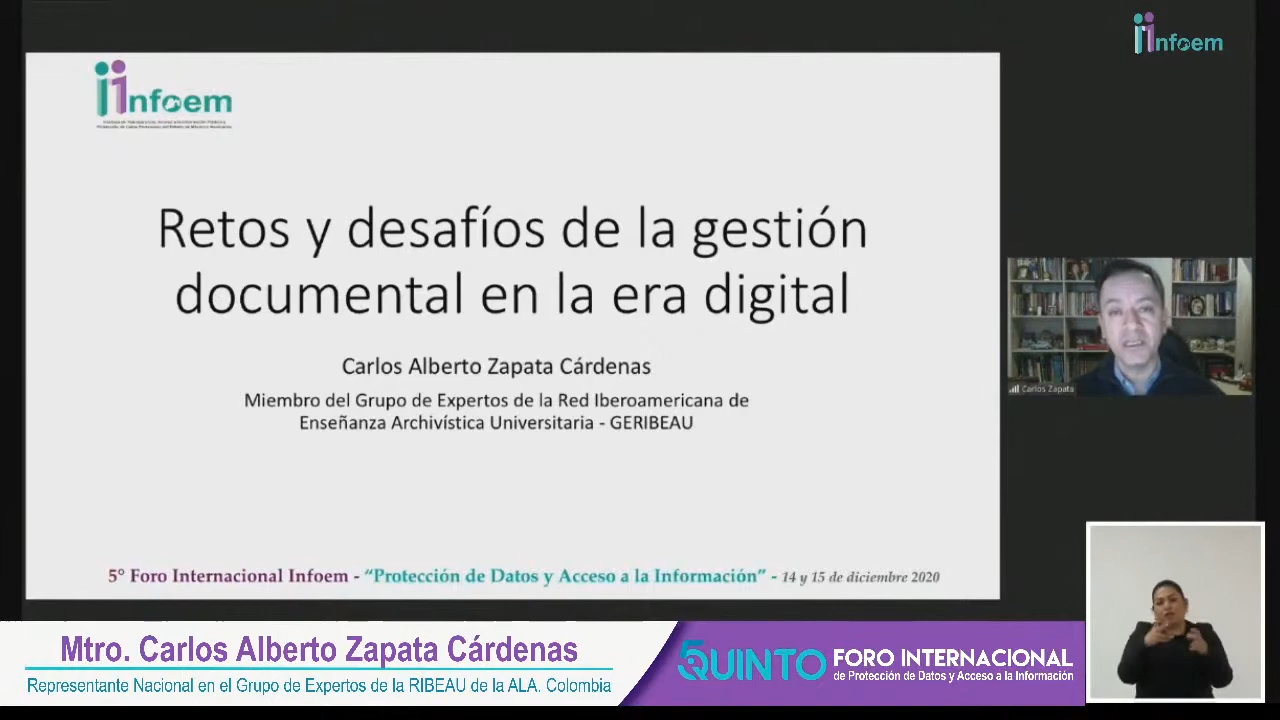 infoem
infoem
Retos y desafíos de la gestión
documental en la era digital
Carlos Alberto Zapata Cárdenas
Miembro del Grupo de Expertos de la Red Iberoamericana de
Enseñanza Archivística Universitaria - GERIBEAU
Carlos Zapata
5° Foro Internacional Infoem - “Protección de Datos y Acceso a la Información” - 14 y 15 de diciembre 2020
Mtro. Carlos Alberto Zapata Cárdenas
Representante Nacional en el Grupo de Expertos de la RIBEAU de la ALA. Colombia
5 QUINTO FORO INTERNACIONAL
de Protección de Datos y Acceso a la Información